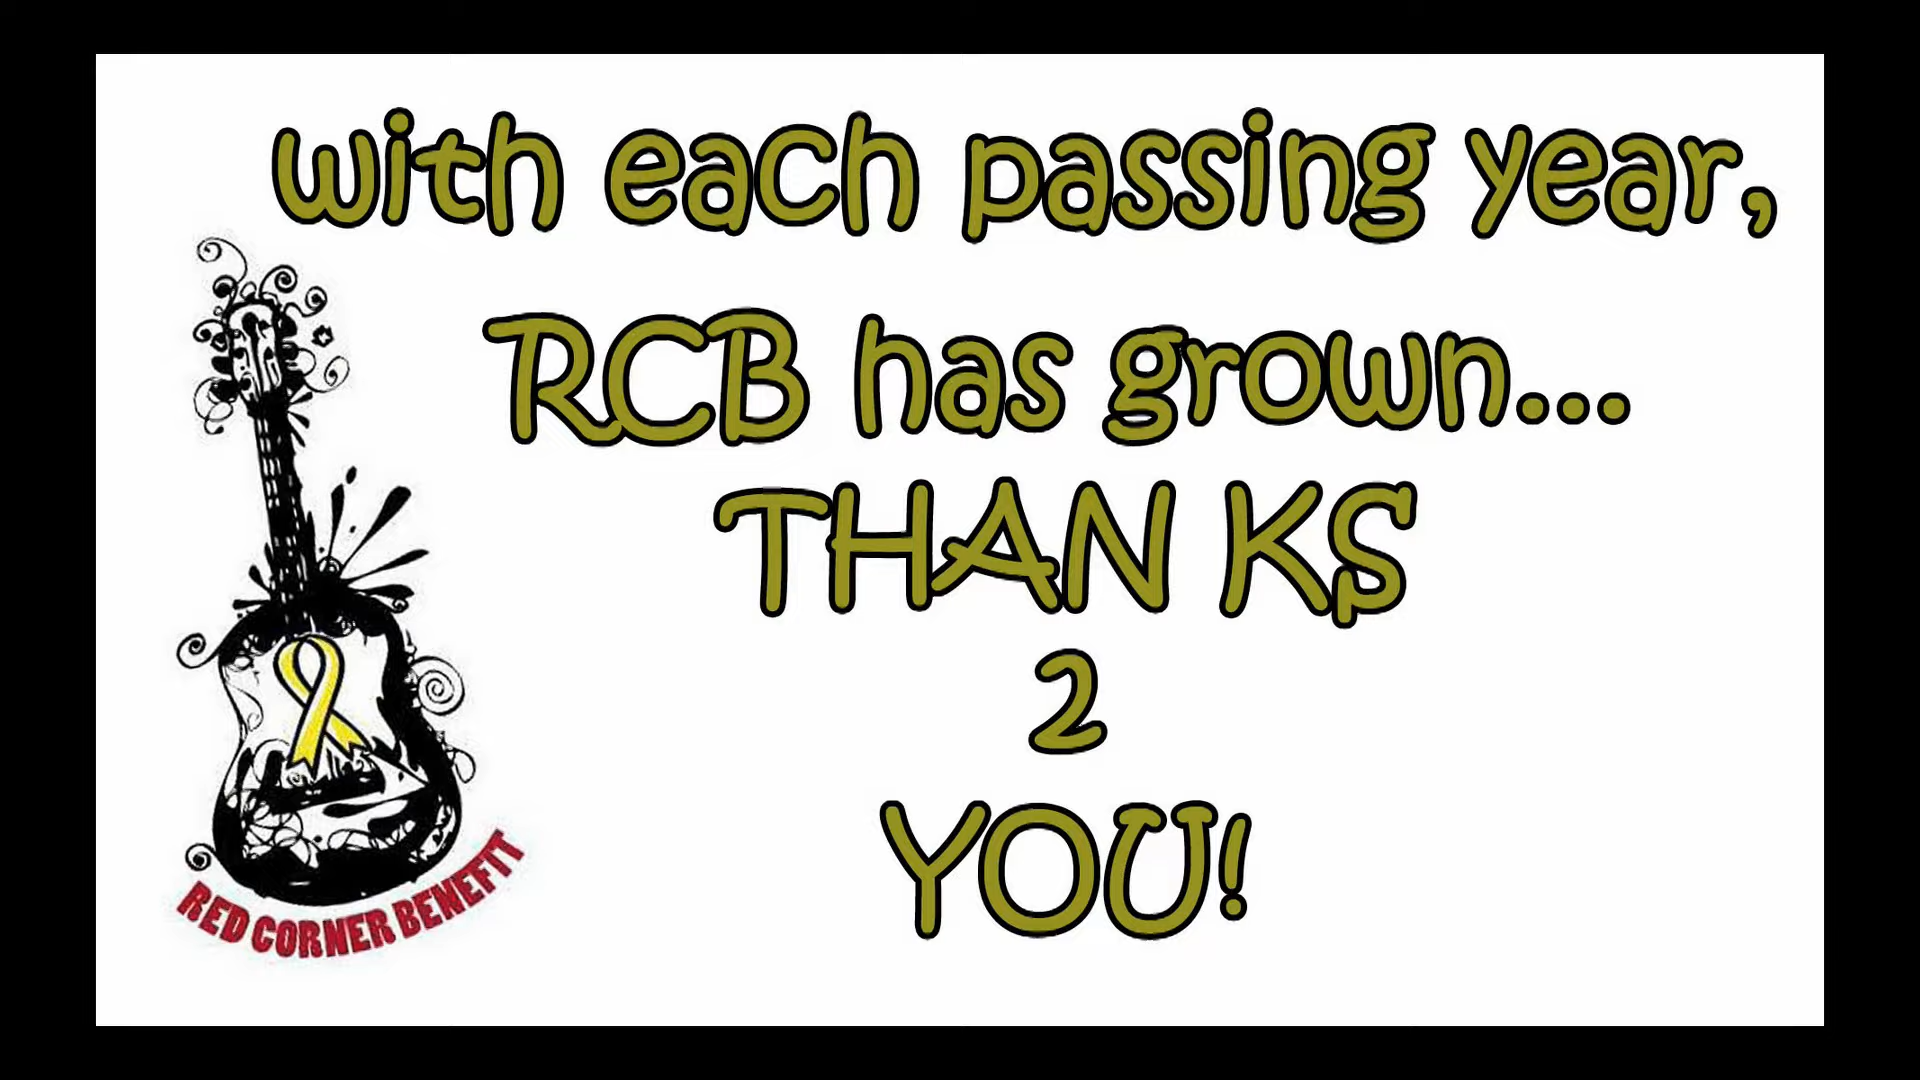 with each passing year,
RCB has grown...
THAN KS
2
YOU!
RED CORNER BENEFIT